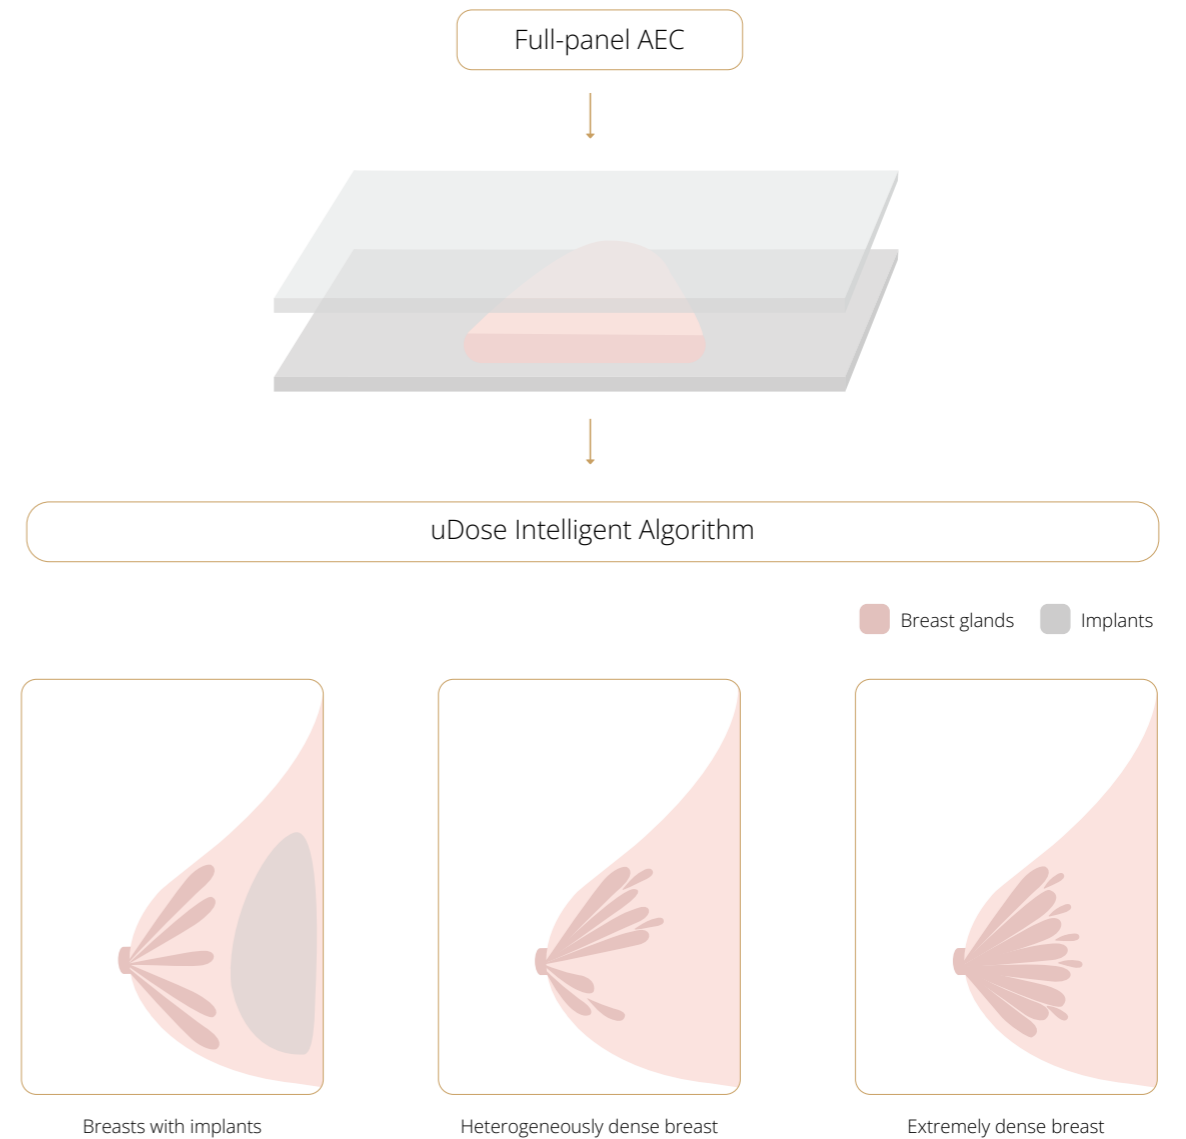 Full-panel AEC
uDose Intelligent Algorithm
Breast glands
Implants
Breasts with implants
Heterogeneously dense breast
Extremely dense breast